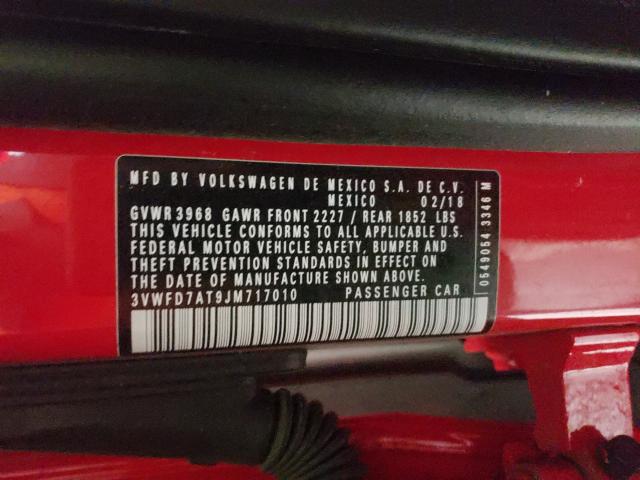 MFD BY VOLKSWAGEN DE MEXICO S.A. DE C.V.
MEXICO 02/18
GVWR 3968 GAWR FRONT 2227 / REAR 1852 LBS
THIS VEHICLE CONFORMS TO ALL APPLICABLE U.S.
FEDERAL MOTOR VEHICLE SAFETY, BUMPER AND
THEFT PREVENTION STANDARDS IN EFFECT ON
THE DATE OF MANUFACTURE SHOWN ABOVE.
3VWFD7AT9JM717010 PASSENGER CAR
0549054 3346 M